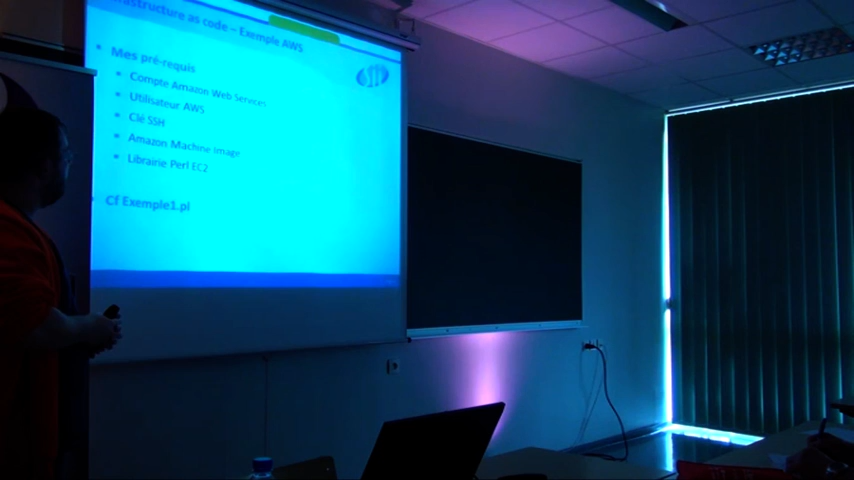 as code – Exemple AWS
Mes pré-requis
Compte Amazon Web Services
Utilisateur AWS
Clé SSH
Amazon Machine Image
Librairie Perl EC2
Cf Exemple1.pl